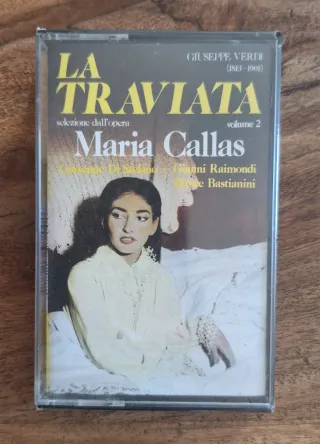 GIUSEPPE VERDI
(1813-1901)
LA
TRAVIATA
selezione dall'opera volume 2
Maria Callas
Giuseppe Di Stefano - Gianni Raimondi
Ettore Bastianini